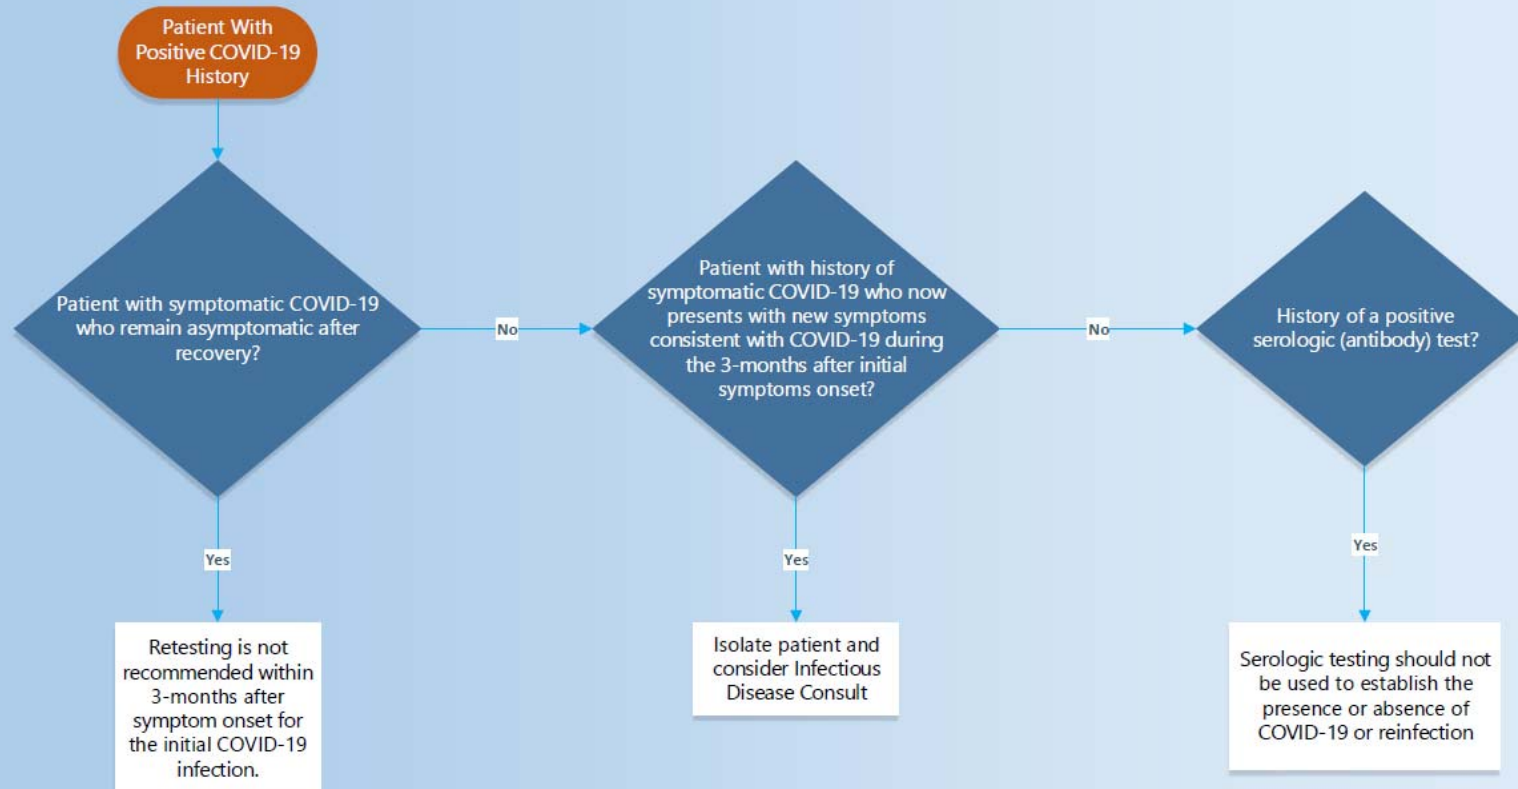 Patient With
Positive COVID-19
History
Patient with symptomatic COVID-19
who remain asymptomatic after
recovery?
No
Patient with history of
symptomatic COVID-19 who now
presents with new symptoms
consistent with COVID-19 during
the 3-months after initial
symptoms onset?
No
History of a positive
serologic (antibody) test?
Yes
Yes
Yes
Retesting is not
recommended within
3-months after
symptom onset for
the initial COVID-19
infection.
Isolate patient and
consider Infectious
Disease Consult
Serologic testing should not
be used to establish the
presence or absence of
COVID-19 or reinfection